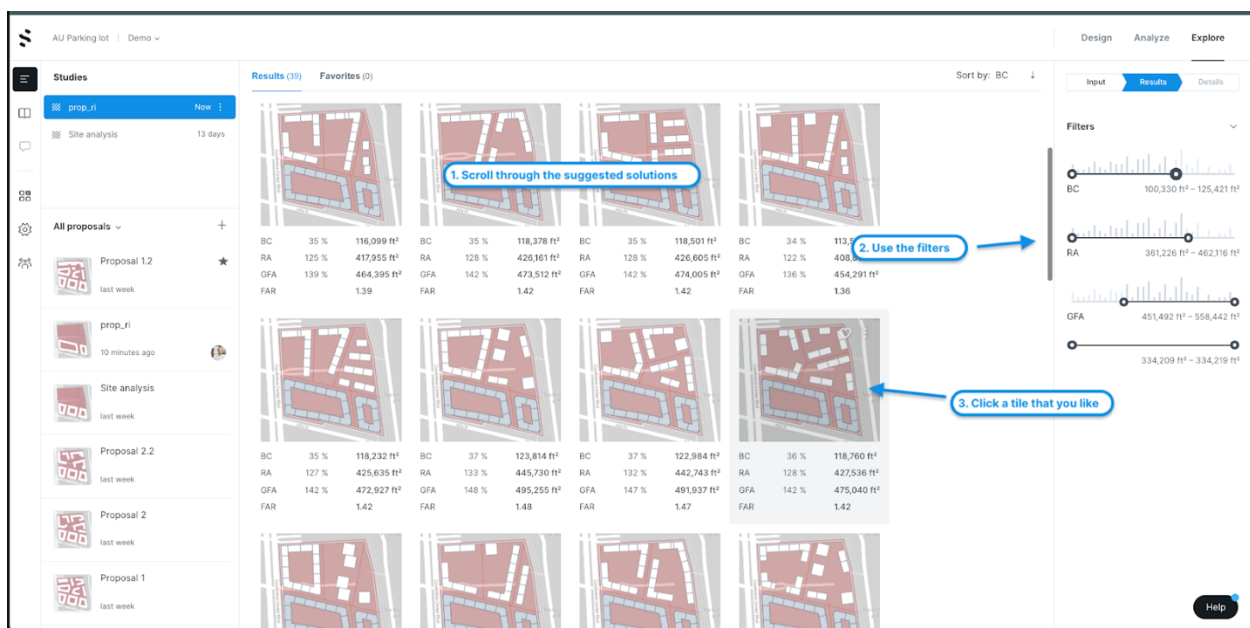 AU Parking lot | Demo
Design Analyze Explore
Studies
prop_ri Now
Site analysis 13 days
All proposals
Proposal 1.2
last week
prop_ri
10 minutes ago
Site analysis
last week
Proposal 2.2
last week
Proposal 2
last week
Proposal 1
last week
Results (39) Favorites (0) Sort by: BC ↓
1. Scroll through the suggested solutions
BC 35 % 116,099 ft²
RA 125 % 417,955 ft²
GFA 139 % 464,395 ft²
FAR 1.39
BC 35 % 118,378 ft²
RA 128 % 426,161 ft²
GFA 142 % 473,512 ft²
FAR 1.42
BC 35 % 118,501 ft²
RA 128 % 426,605 ft²
GFA 142 % 474,005 ft²
FAR 1.42
BC 34 %
RA 122 %
GFA 136 % 454,291 ft²
FAR 1.36
BC 35 % 118,232 ft²
RA 127 % 425,635 ft²
GFA 142 % 472,927 ft²
FAR 1.42
BC 37 % 123,814 ft²
RA 133 % 445,730 ft²
GFA 148 % 495,255 ft²
FAR 1.48
BC 37 % 122,984 ft²
RA 132 % 442,743 ft²
GFA 147 % 491,937 ft²
FAR 1.47
BC 36 % 118,760 ft²
RA 128 % 427,536 ft²
GFA 142 % 475,040 ft²
FAR 1.42
2. Use the filters
3. Click a tile that you like
Input Results Details
Filters
BC 100,330 ft² – 125,421 ft²
RA 361,226 ft² – 462,116 ft²
GFA 451,492 ft² – 558,442 ft²
334,209 ft² – 334,219 ft²
Help